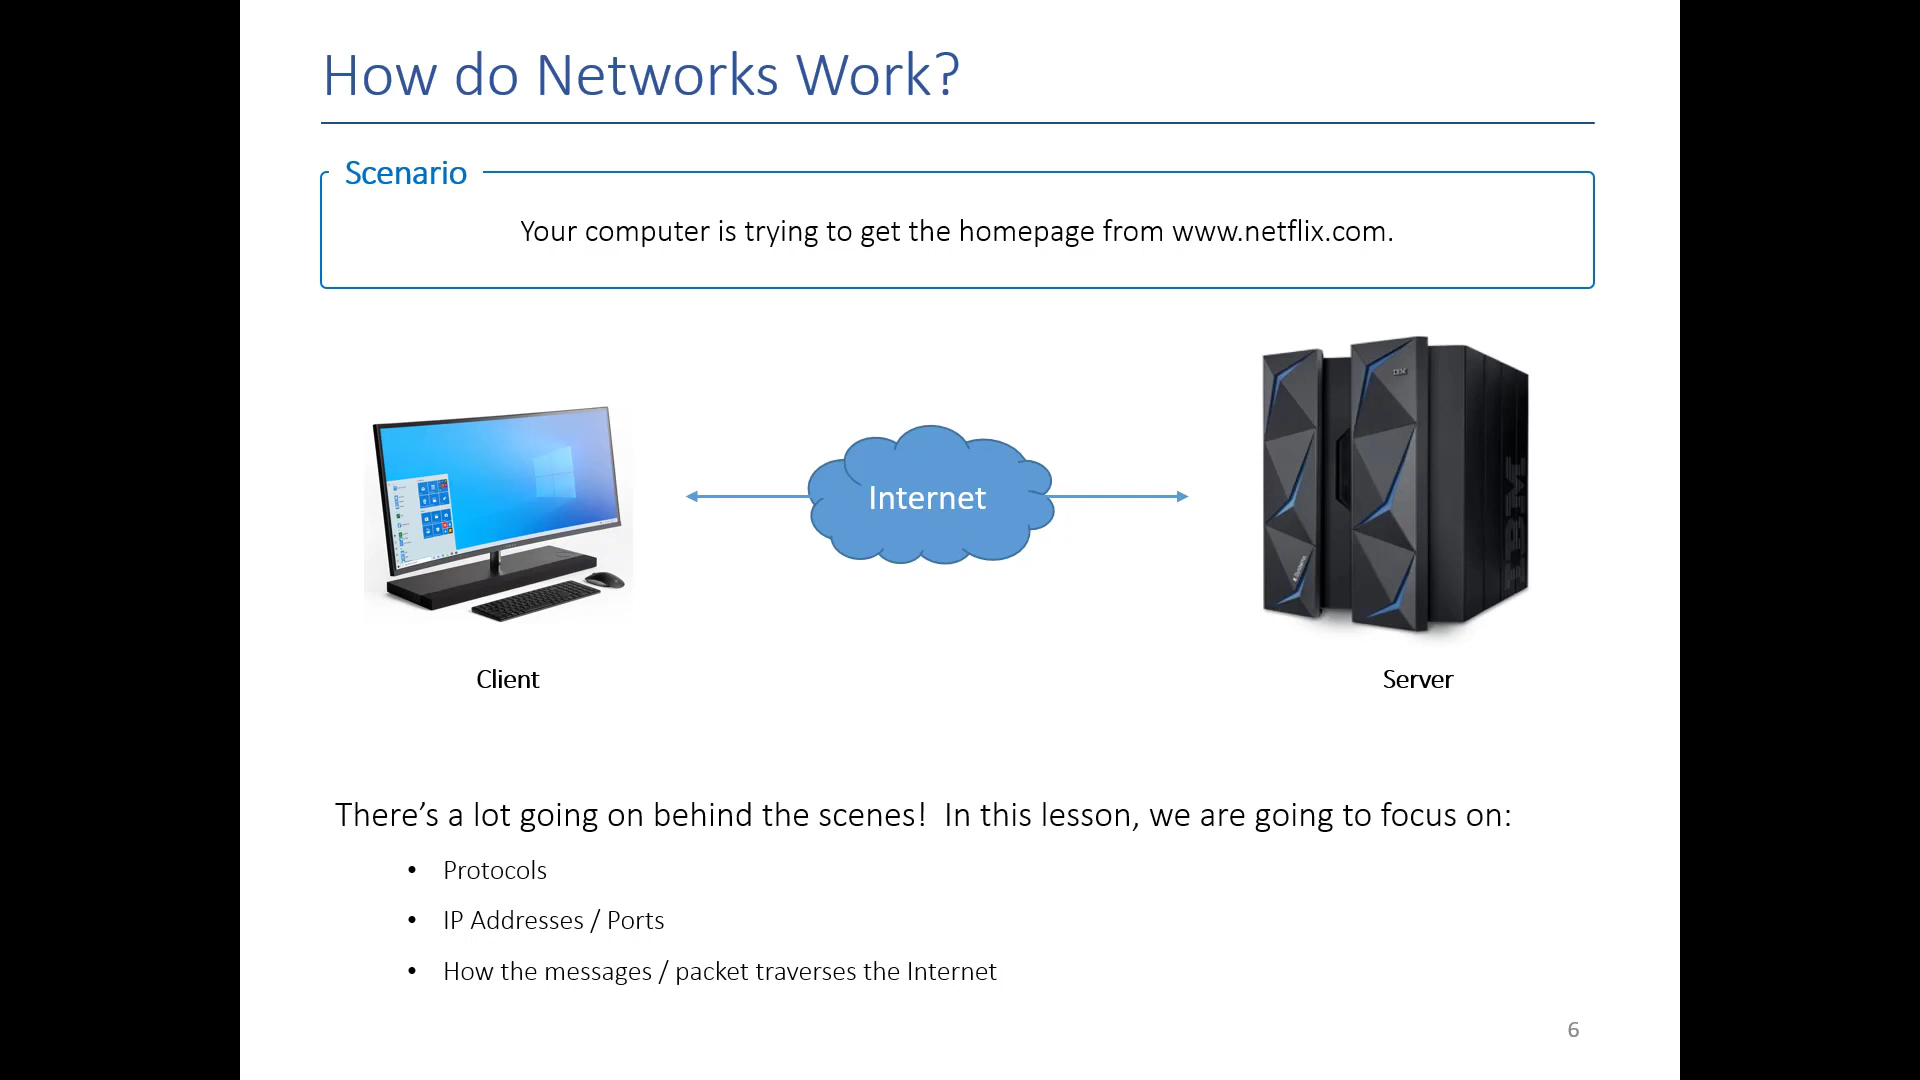 How do Networks Work?
Scenario
Your computer is trying to get the homepage from www.netflix.com.
IBM
Internet
IBM
Client
Server
There’s a lot going on behind the scenes!  In this lesson, we are going to focus on:
• Protocols
• IP Addresses / Ports
• How the messages / packet traverses the Internet
6